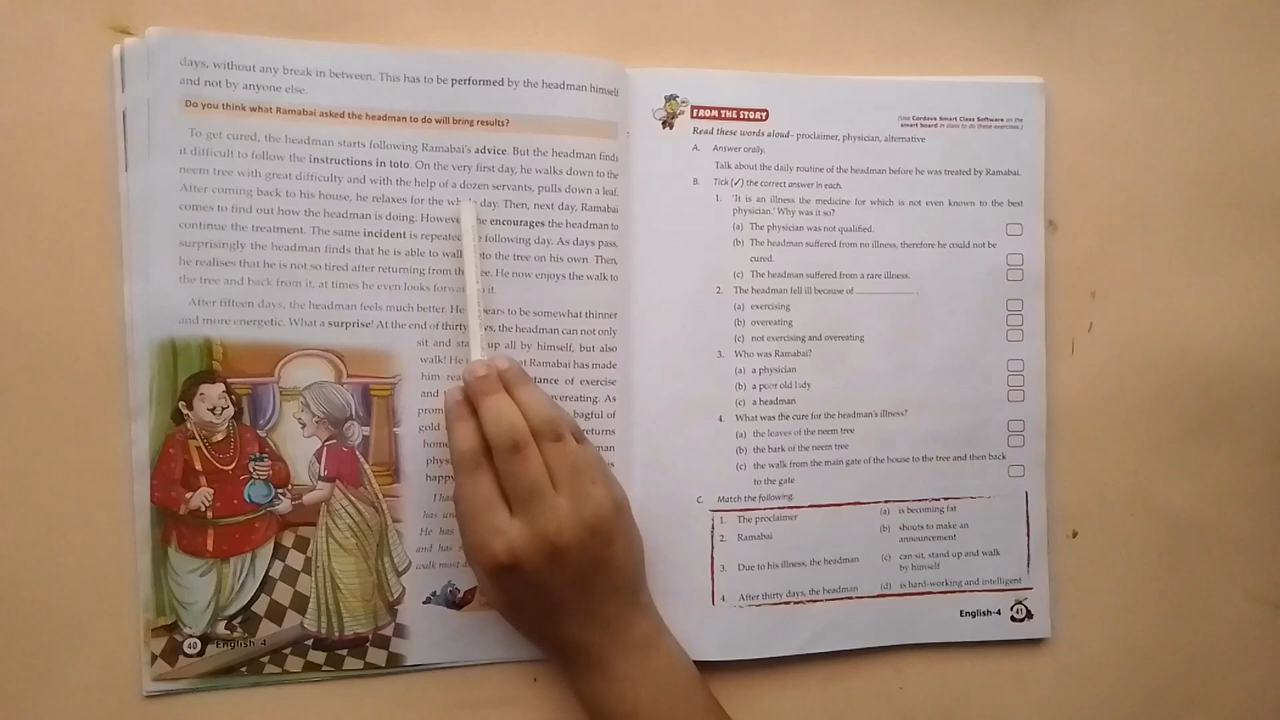 days, without any break in between. This has to be performed by the headman himself
and not by anyone else.
Do you think what Ramabai asked the headman to do will bring results?
To get cured, the headman starts following Ramabai's advice. But the headman finds
it difficult to follow the instructions in toto. On the very first day, he walks down to the
neem tree with great difficulty and with the help of a dozen servants, pulls down a leaf.
After coming back to his house, he relaxes for the day. Then, next day, Ramabai
comes to find out how the headman is doing. However encourages the headman to
continue the treatment. The same incident is repeated following day. As days pass,
surprisingly the headman finds that he is able to walk to the tree on his own. Then,
he realises that he is not so tired after returning from He now enjoys the walk to
the tree and back from it, at times he even looks it.
After fifteen days, the headman feels much better. He to be somewhat thinner
and more energetic. What a surprise! At the end of thirty the headman can not only
sit and up all by himself, but also
walk! He Ramabai has made
him of exercise
and overeating. As
bagful of
gold returns

happy
I
has
He has
and has
walk most
40 English-4
FROM THE STORY
(Use Cordova Smart Class Software on the
smart board in class to do these exercises.)
Read these words aloud– proclaimer, physician, alternative
A. Answer orally.
Talk about the daily routine of the headman before he was treated by Ramabai.
B. Tick (✓) the correct answer in each.
1. 'It is an illness the medicine for which is not even known to the best
physician.' Why was it so?
(a) The physician was not qualified.
(b) The headman suffered from no illness, therefore he could not be
cured.
(c) The headman suffered from a rare illness.
2. The headman fell ill because of ____________ .
(a) exercising
(b) overeating
(c) not exercising and overeating
3. Who was Ramabai?
(a) a physician
(b) a poor old lady
(c) a headman
4. What was the cure for the headman's illness?
(a) the leaves of the neem tree
(b) the bark of the neem tree
(c) the walk from the main gate of the house to the tree and then back
to the gate
C. Match the following.
1. The proclaimer (a) is becoming fat
2. Ramabai (b) shouts to make an
announcement
3. Due to his illness, the headman (c) can sit, stand up and walk
by himself
4. After thirty days, the headman (d) is hard-working and intelligent
English-4 41